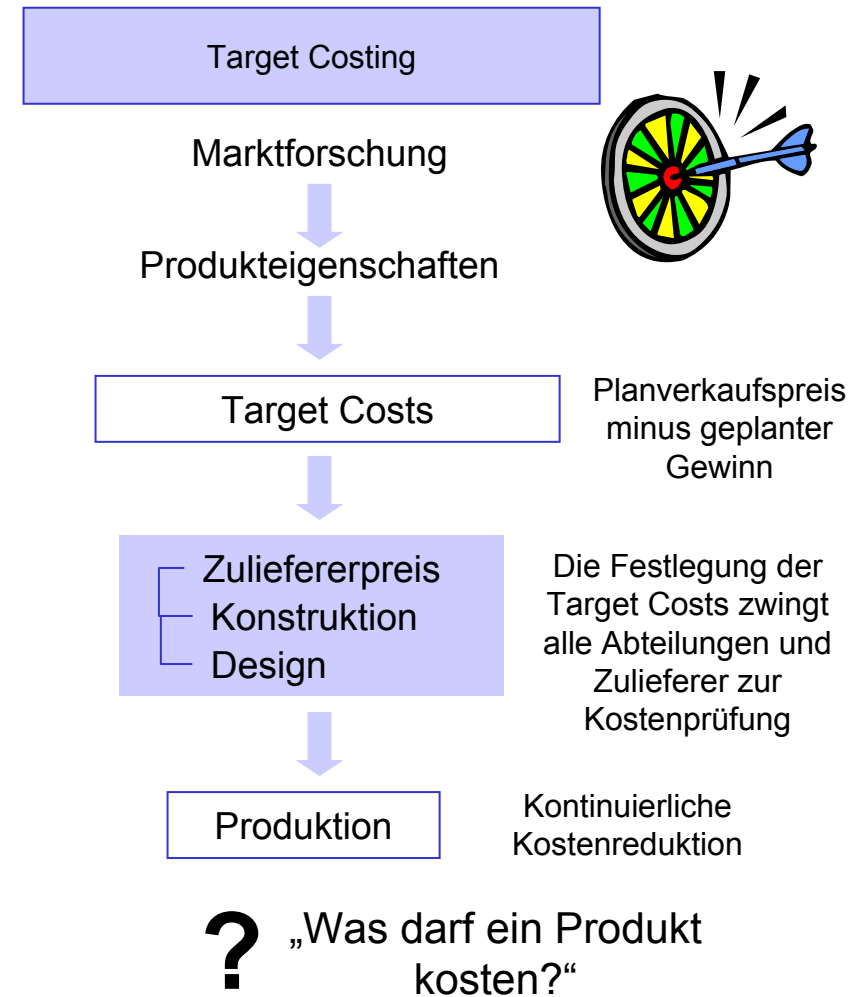 Target Costing
Marktforschung
Produkteigenschaften
Target Costs
Planverkaufspreis
minus geplanter
Gewinn
Zuliefererpreis
Konstruktion
Design
Die Festlegung der
Target Costs zwingt
alle Abteilungen und
Zulieferer zur
Kostenprüfung
Produktion
Kontinuierliche
Kostenreduktion
? „Was darf ein Produkt
kosten?“